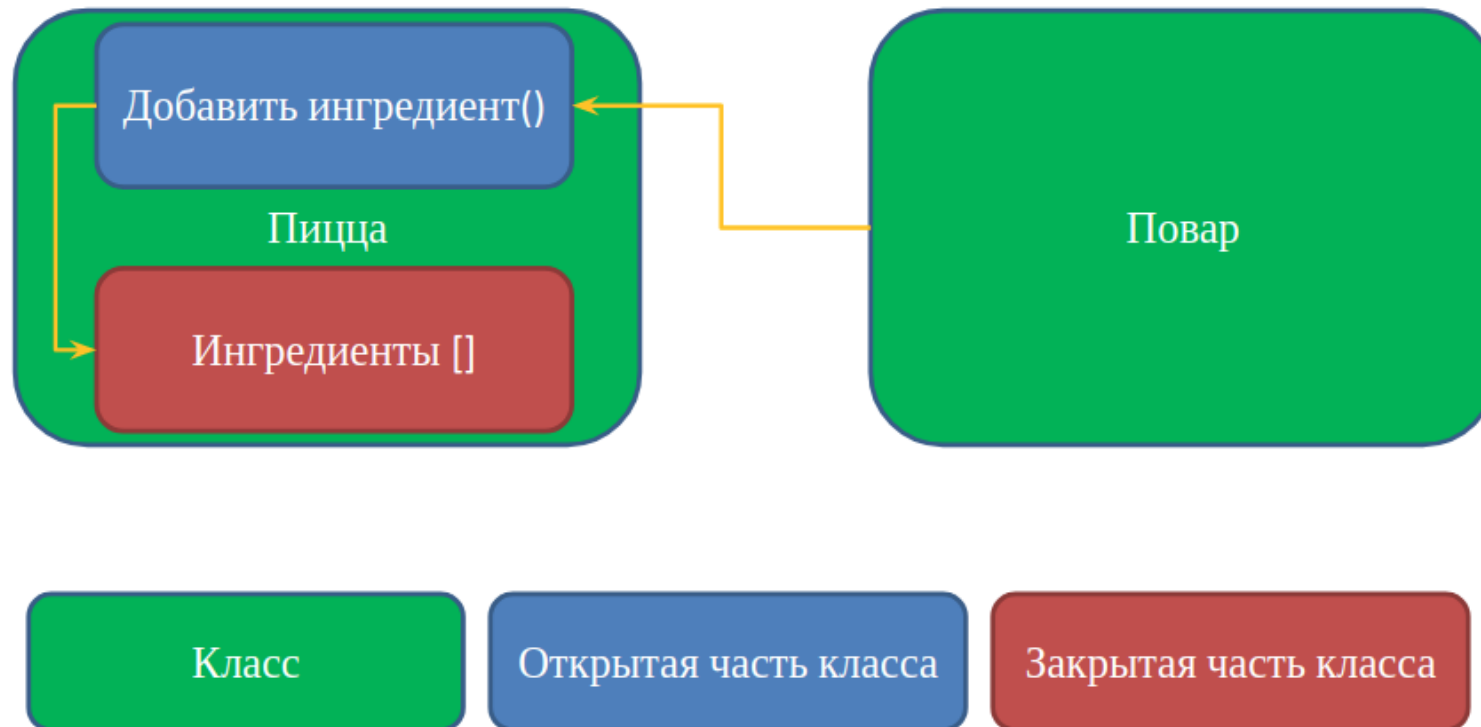 Добавить ингредиент()
Пицца
Ингредиенты []
Повар
Класс
Открытая часть класса
Закрытая часть класса